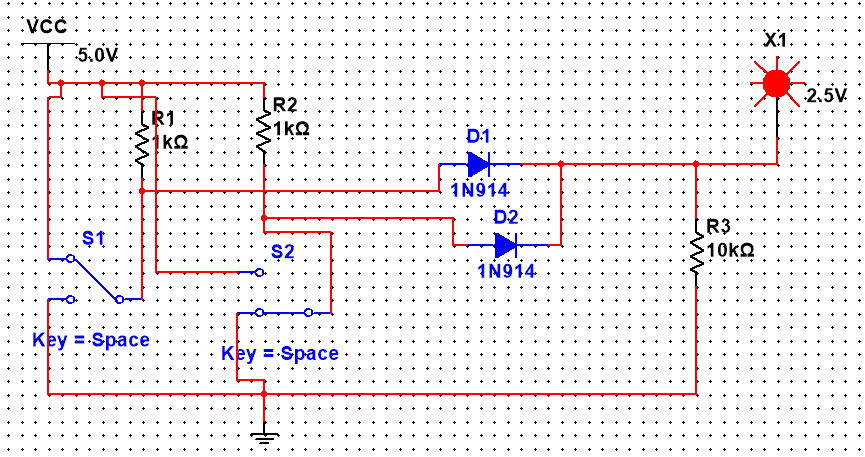 VCC
5.0V
X1
2.5V
R1
1kΩ
R2
1kΩ
D1
1N914
D2
1N914
R3
10kΩ
S1
Key = Space
S2
Key = Space